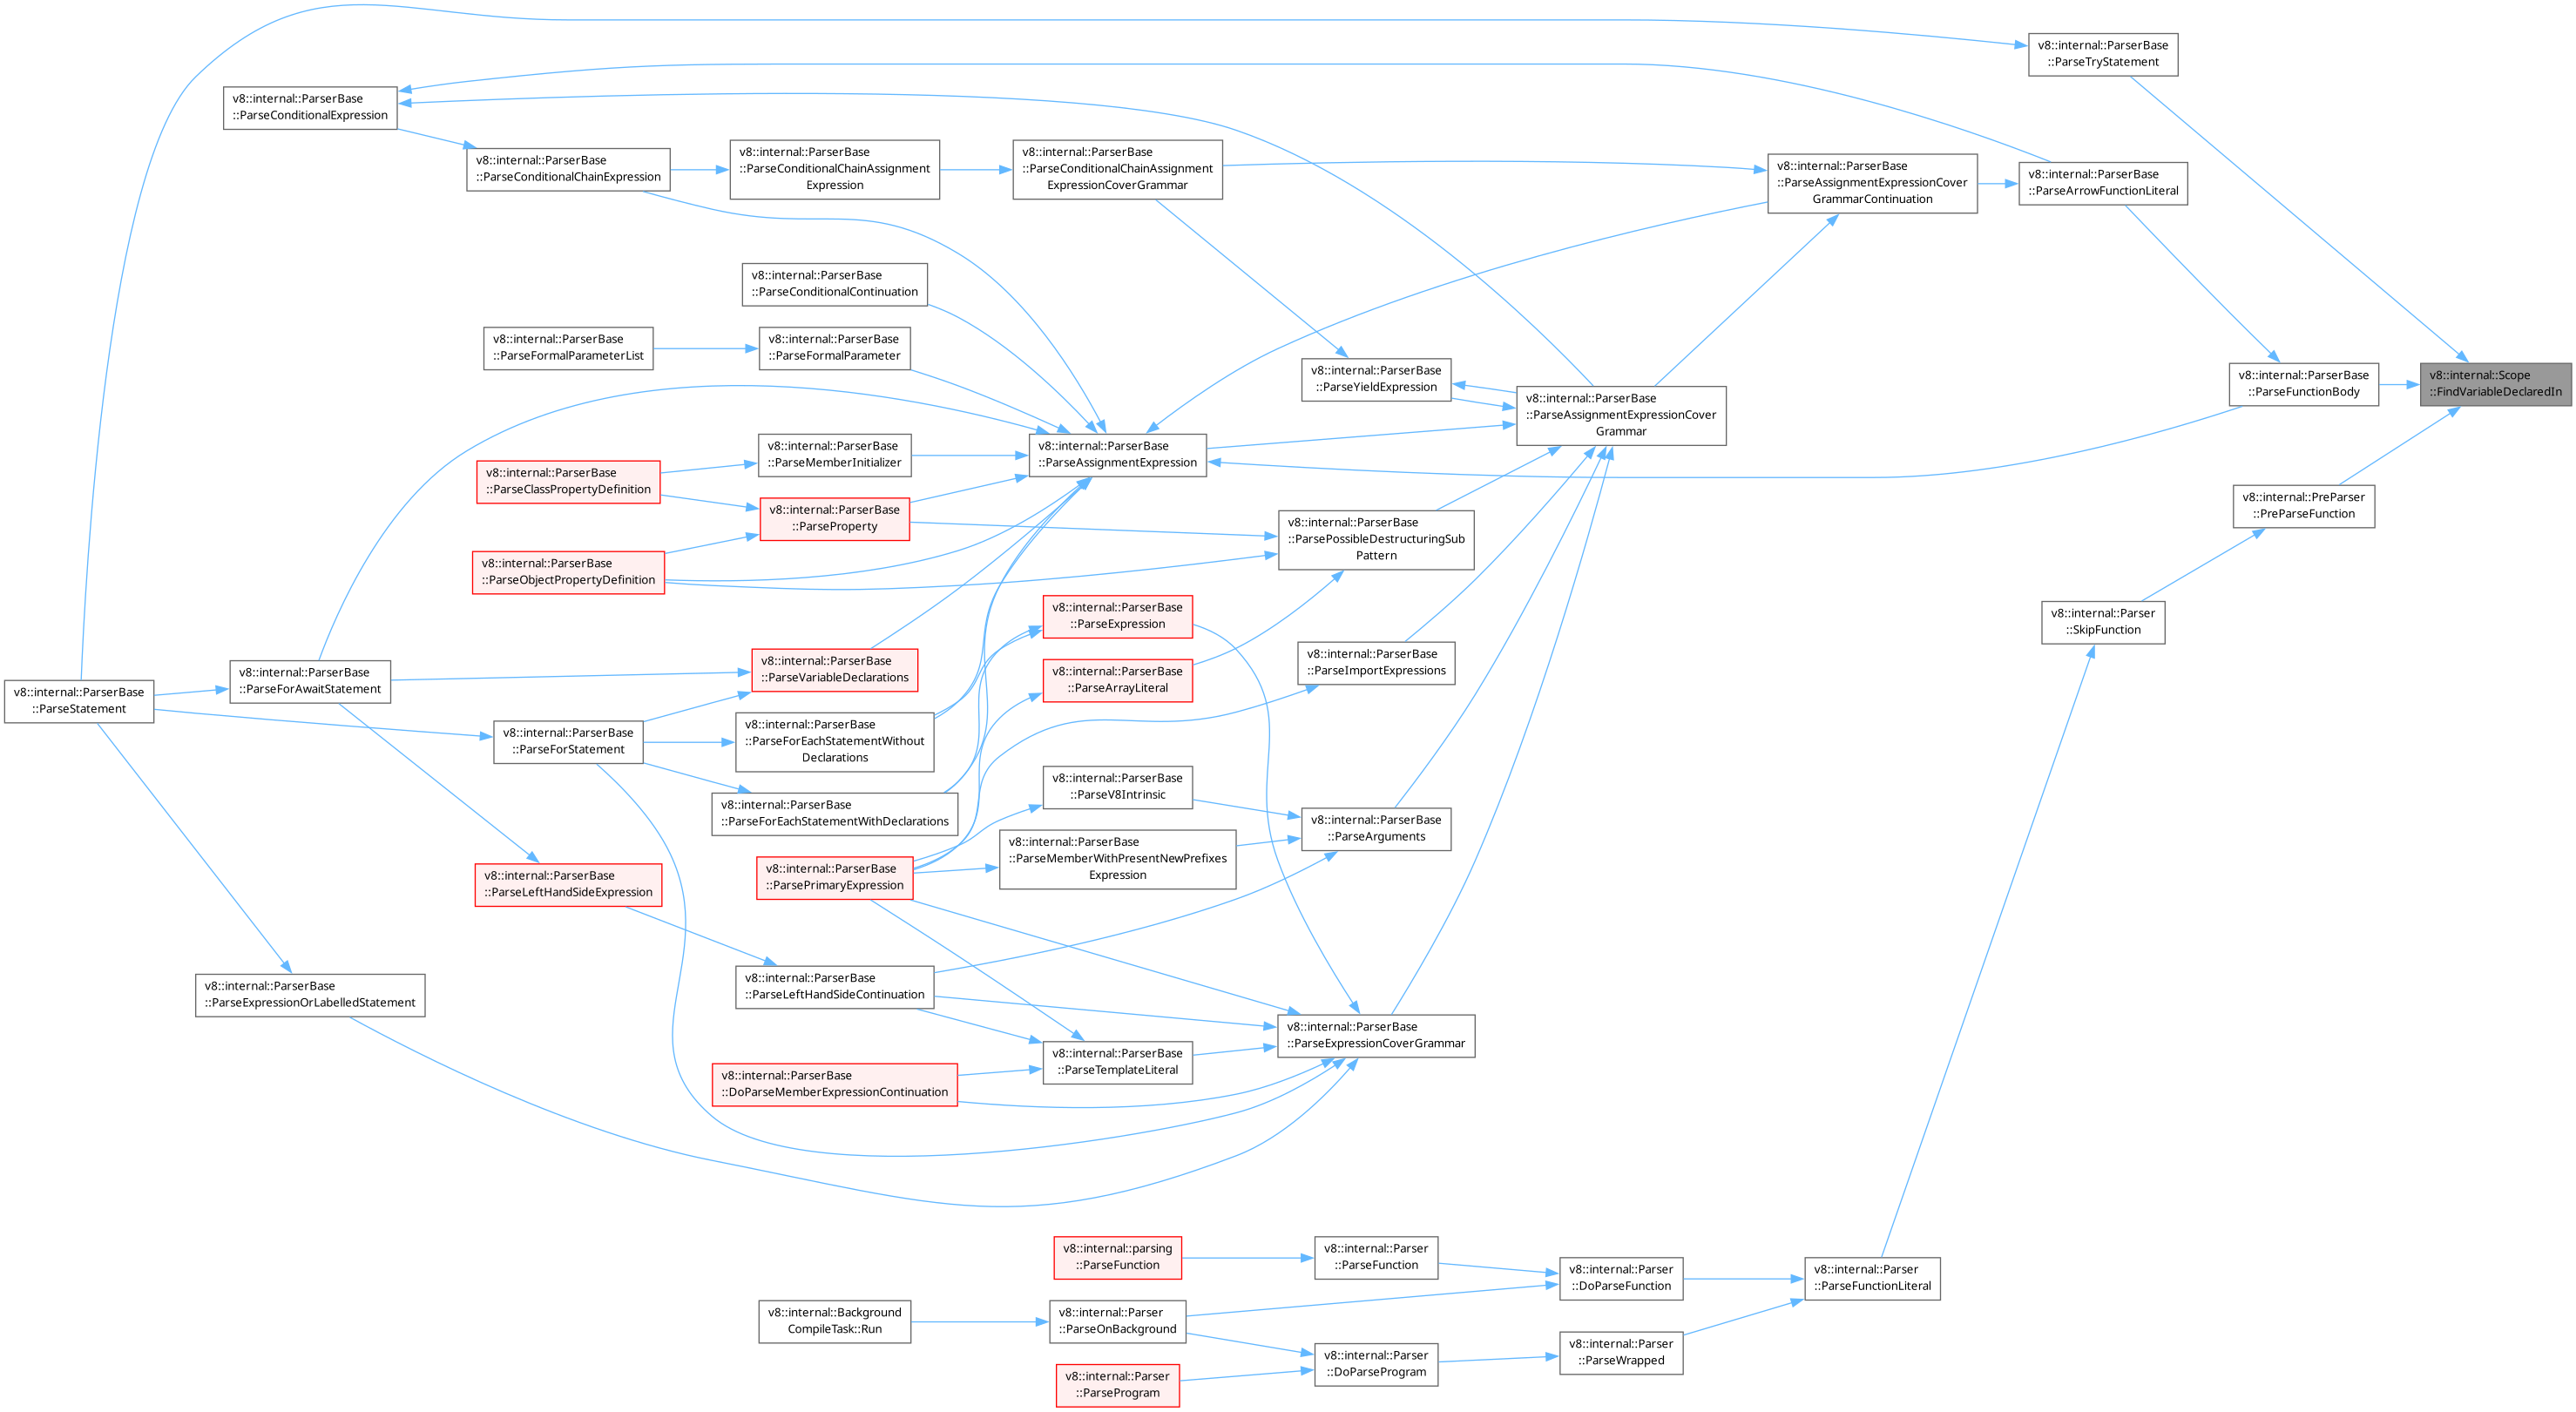 v8::internal::ParserBase
::ParseTryStatement
v8::internal::ParserBase
::ParseConditionalExpression
v8::internal::ParserBase
::ParseConditionalChainExpression
v8::internal::ParserBase
::ParseConditionalChainAssignment
Expression
v8::internal::ParserBase
::ParseConditionalChainAssignment
ExpressionCoverGrammar
v8::internal::ParserBase
::ParseAssignmentExpressionCover
GrammarContinuation
v8::internal::ParserBase
::ParseArrowFunctionLiteral
v8::internal::ParserBase
::ParseConditionalContinuation
v8::internal::ParserBase
::ParseFormalParameterList
v8::internal::ParserBase
::ParseFormalParameter
v8::internal::ParserBase
::ParseYieldExpression
v8::internal::ParserBase
::ParseAssignmentExpressionCover
Grammar
v8::internal::ParserBase
::ParseFunctionBody
v8::internal::Scope
::FindVariableDeclaredIn
v8::internal::ParserBase
::ParseClassPropertyDefinition
v8::internal::ParserBase
::ParseMemberInitializer
v8::internal::ParserBase
::ParseAssignmentExpression
v8::internal::ParserBase
::ParseProperty
v8::internal::ParserBase
::ParseObjectPropertyDefinition
v8::internal::ParserBase
::ParsePossibleDestructuringSub
Pattern
v8::internal::PreParser
::PreParseFunction
v8::internal::ParserBase
::ParseExpression
v8::internal::Parser
::SkipFunction
v8::internal::ParserBase
::ParseStatement
v8::internal::ParserBase
::ParseForAwaitStatement
v8::internal::ParserBase
::ParseVariableDeclarations
v8::internal::ParserBase
::ParseArrayLiteral
v8::internal::ParserBase
::ParseImportExpressions
v8::internal::ParserBase
::ParseForStatement
v8::internal::ParserBase
::ParseForEachStatementWithout
Declarations
v8::internal::ParserBase
::ParseForEachStatementWithDeclarations
v8::internal::ParserBase
::ParseV8Intrinsic
v8::internal::ParserBase
::ParseArguments
v8::internal::ParserBase
::ParseMemberWithPresentNewPrefixes
Expression
v8::internal::ParserBase
::ParseLeftHandSideExpression
v8::internal::ParserBase
::ParsePrimaryExpression
v8::internal::ParserBase
::ParseExpressionOrLabelledStatement
v8::internal::ParserBase
::ParseLeftHandSideContinuation
v8::internal::ParserBase
::ParseExpressionCoverGrammar
v8::internal::ParserBase
::ParseTemplateLiteral
v8::internal::ParserBase
::DoParseMemberExpressionContinuation
v8::internal::parsing
::ParseFunction
v8::internal::Parser
::ParseFunction
v8::internal::Parser
::DoParseFunction
v8::internal::Parser
::ParseFunctionLiteral
v8::internal::Background
CompileTask::Run
v8::internal::Parser
::ParseOnBackground
v8::internal::Parser
::ParseWrapped
v8::internal::Parser
::DoParseProgram
v8::internal::Parser
::ParseProgram